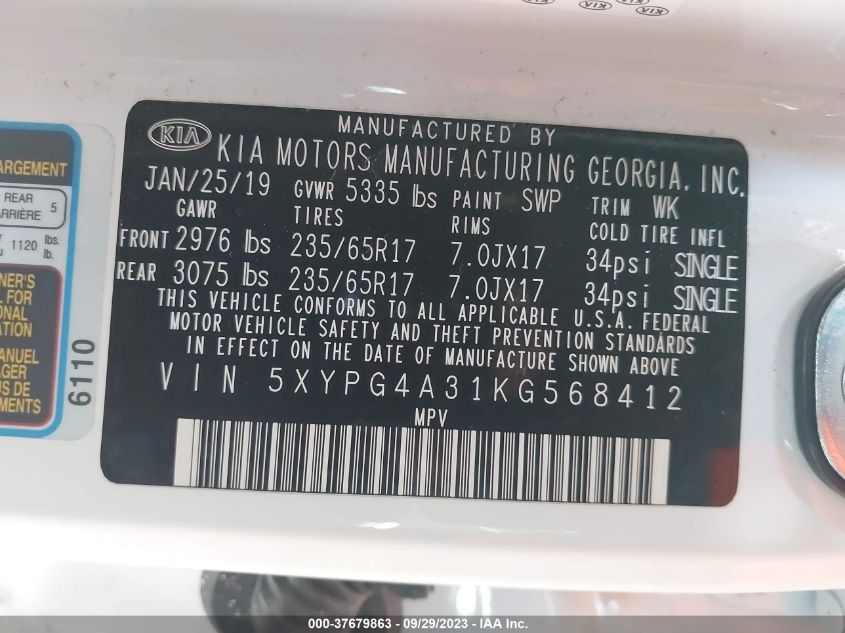 KIA
MANUFACTURED BY
KIA MOTORS MANUFACTURING GEORGIA, INC.
JAN/25/19 GVWR 5335 lbs PAINT SWP TRIM WK
GAWR TIRES RIMS COLD TIRE INFL
FRONT 2976 lbs 235/65R17 7.0JX17 34psi SINGLE
REAR 3075 lbs 235/65R17 7.0JX17 34psi SINGLE
THIS VEHICLE CONFORMS TO ALL APPLICABLE U.S.A. FEDERAL
MOTOR VEHICLE SAFETY AND THEFT PREVENTION STANDARDS
IN EFFECT ON THE DATE OF MANUFACTURE SHOWN ABOVE
VIN 5XYPG4A31KG568412
MPV
REAR 5
1120 lbs.
lb.
6110
000-37679863 / 09/29/2023 - IAA Inc.